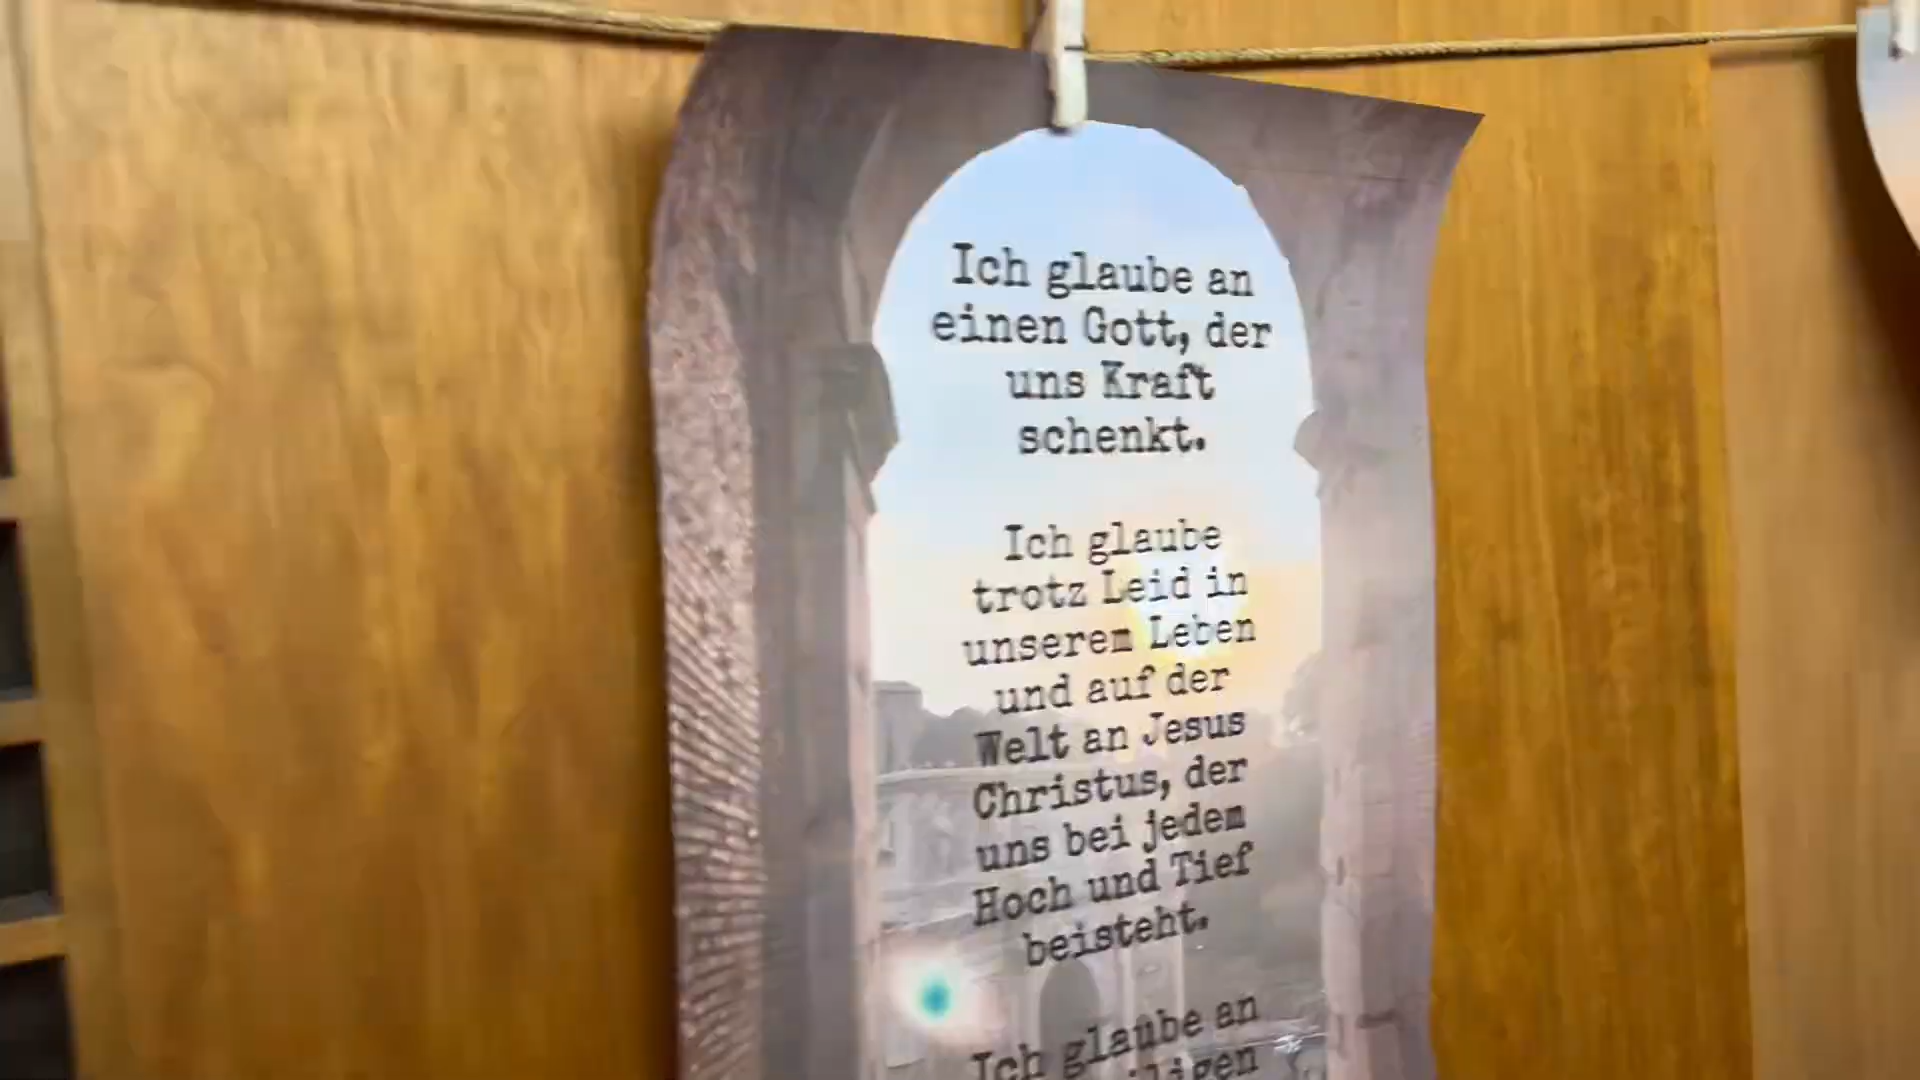 Ich glaube an
einen Gott, der
uns Kraft
schenkt.
Ich glaube
trotz Leid in
unserem Leben
und auf der
Welt an Jesus
Christus, der
uns bei jedem
Hoch und Tief
beisteht.
Ich glaube an